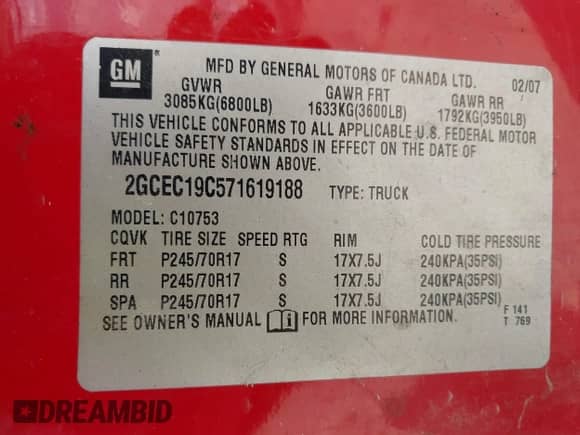 GM
MFD BY GENERAL MOTORS OF CANADA LTD. 02/07
GVWR GAWR FRT GAWR RR
3085KG(6800LB) 1633KG(3600LB) 1792KG(3950LB)
THIS VEHICLE CONFORMS TO ALL APPLICABLE U.S. FEDERAL MOTOR
VEHICLE SAFETY STANDARDS IN EFFECT ON THE DATE OF
MANUFACTURE SHOWN ABOVE.
2GCEC19C571619188 TYPE: TRUCK
MODEL: C10753
CQVK TIRE SIZE SPEED RTG RIM COLD TIRE PRESSURE
FRT P245/70R17 S 17X7.5J 240KPA(35PSI)
RR P245/70R17 S 17X7.5J 240KPA(35PSI)
SPA P245/70R17 S 17X7.5J 240KPA(35PSI)
SEE OWNER'S MANUAL FOR MORE INFORMATION.
F 141
T 769
DREAMBID